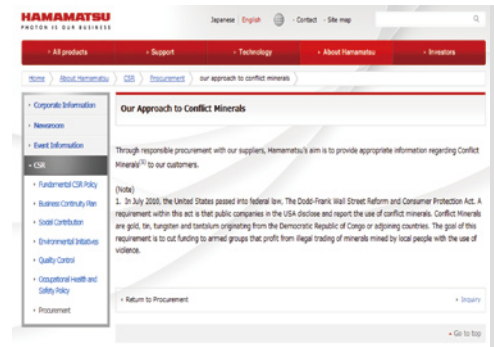 HAMAMATSU
PHOTON IS OUR BUSINESS
Japanese English Contact Site map
All products Support Technology About Hamamatsu Investors
Home About Hamamatsu CSR Procurement our approach to conflict minerals
Corporate Information
Newsroom
Event Information
CSR
Fundamental CSR Policy
Business Continuity Plan
Social Contribution
Environmental Initiatives
Quality Control
Occupational Health and
Safety Policy
Procurement
Our Approach to Conflict Minerals
Through responsible procurement with our suppliers, Hamamatsu's aim is to provide appropriate information regarding Conflict
Minerals(1) to our customers.
(Note)
1. In July 2010, the United States passed into federal law, The Dodd-Frank Wall Street Reform and Consumer Protection Act. A
requirement within this act is that public companies in the USA disclose and report the use of conflict minerals. Conflict Minerals
are gold, tin, tungsten and tantalum originating from the Democratic Republic of Congo or adjoining countries. The goal of this
requirement is to cut funding to armed groups that profit from illegal trading of minerals mined by local people with the use of
violence.
Return to Procurement
Inquiry
Go to top